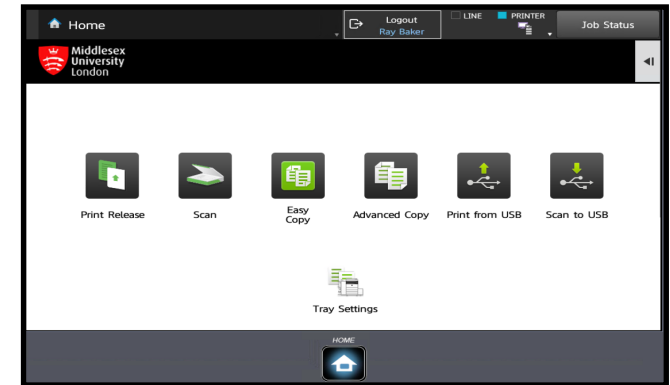 Home
Logout
Ray Baker
LINE
PRINTER
Job Status
Middlesex
University
London
Print Release
Scan
Easy
Copy
Advanced Copy
Print from USB
Scan to USB
Tray Settings
HOME